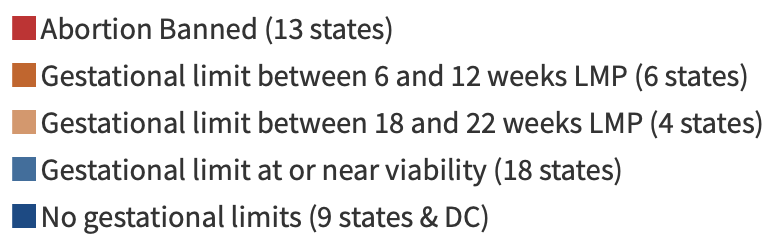 Abortion Banned (13 states)
Gestational limit between 6 and 12 weeks LMP (6 states)
Gestational limit between 18 and 22 weeks LMP (4 states)
Gestational limit at or near viability (18 states)
No gestational limits (9 states & DC)